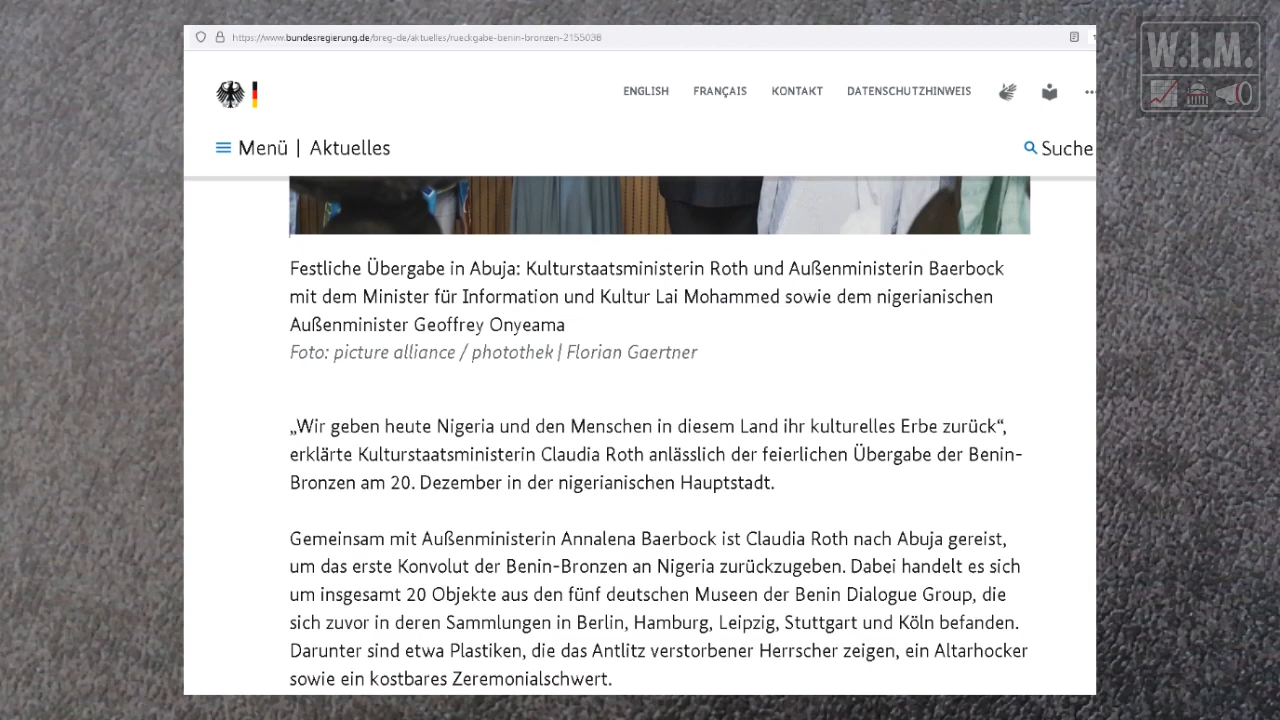 https://www.bundesregierung.de/breg-de/aktuelles/rueckgabe-benin-bronzen-2155038
W.I.M.
ENGLISH FRANÇAIS KONTAKT DATENSCHUTZHINWEIS
Menü | Aktuelles
Suche
Festliche Übergabe in Abuja: Kulturstaatsministerin Roth und Außenministerin Baerbock
mit dem Minister für Information und Kultur Lai Mohammed sowie dem nigerianischen
Außenminister Geoffrey Onyeama
Foto: picture alliance / photothek | Florian Gaertner
„Wir geben heute Nigeria und den Menschen in diesem Land ihr kulturelles Erbe zurück“,
erklärte Kulturstaatsministerin Claudia Roth anlässlich der feierlichen Übergabe der Benin-
Bronzen am 20. Dezember in der nigerianischen Hauptstadt.
Gemeinsam mit Außenministerin Annalena Baerbock ist Claudia Roth nach Abuja gereist,
um das erste Konvolut der Benin-Bronzen an Nigeria zurückzugeben. Dabei handelt es sich
um insgesamt 20 Objekte aus den fünf deutschen Museen der Benin Dialogue Group, die
sich zuvor in deren Sammlungen in Berlin, Hamburg, Leipzig, Stuttgart und Köln befanden.
Darunter sind etwa Plastiken, die das Antlitz verstorbener Herrscher zeigen, ein Altarhocker
sowie ein kostbares Zeremonialschwert.